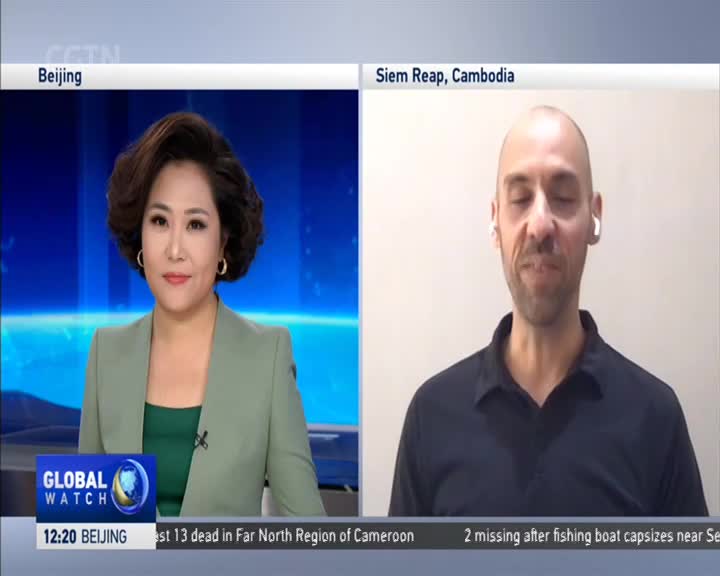 CGTN
Beijing
Siem Reap, Cambodia
GLOBAL
WATCH
12:20 BEIJING
ast 13 dead in Far North Region of Cameroon
2 missing after fishing boat capsizes near Se